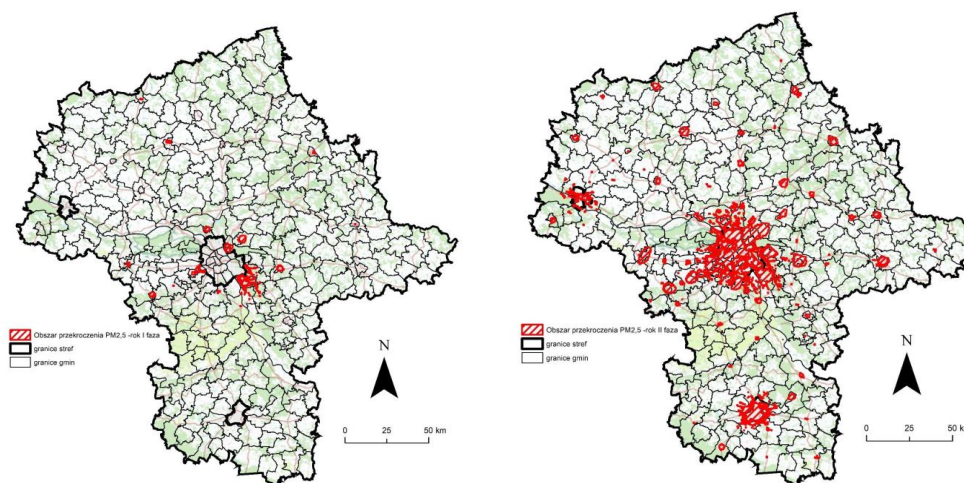 Obszar przekroczenia PM2,5 -rok I faza
granice stref
granice gmin
N
0 25 50 km
Obszar przekroczenia PM2,5 -rok II faza
granice stref
granice gmin
N
0 25 50 k